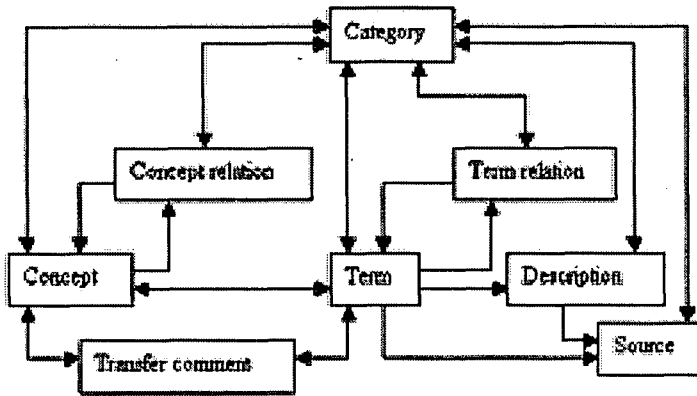 Category
Concept relation
Term relation
Concept
Term
Description
Source
Transfer comment